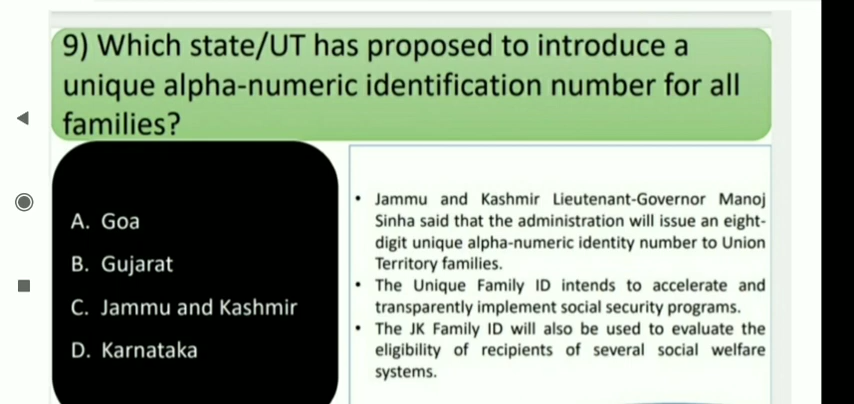 9) Which state/UT has proposed to introduce a
unique alpha-numeric identification number for all
families?
A. Goa
B. Gujarat
C. Jammu and Kashmir
D. Karnataka
• Jammu and Kashmir Lieutenant-Governor Manoj
Sinha said that the administration will issue an eight-
digit unique alpha-numeric identity number to Union
Territory families.
• The Unique Family ID intends to accelerate and
transparently implement social security programs.
• The JK Family ID will also be used to evaluate the
eligibility of recipients of several social welfare
systems.